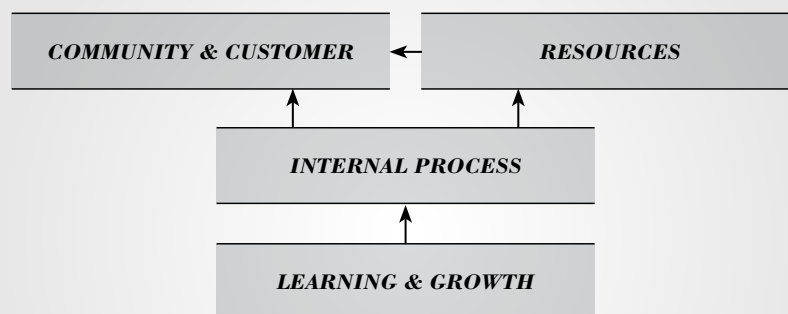 COMMUNITY & CUSTOMER
RESOURCES
INTERNAL PROCESS
LEARNING & GROWTH